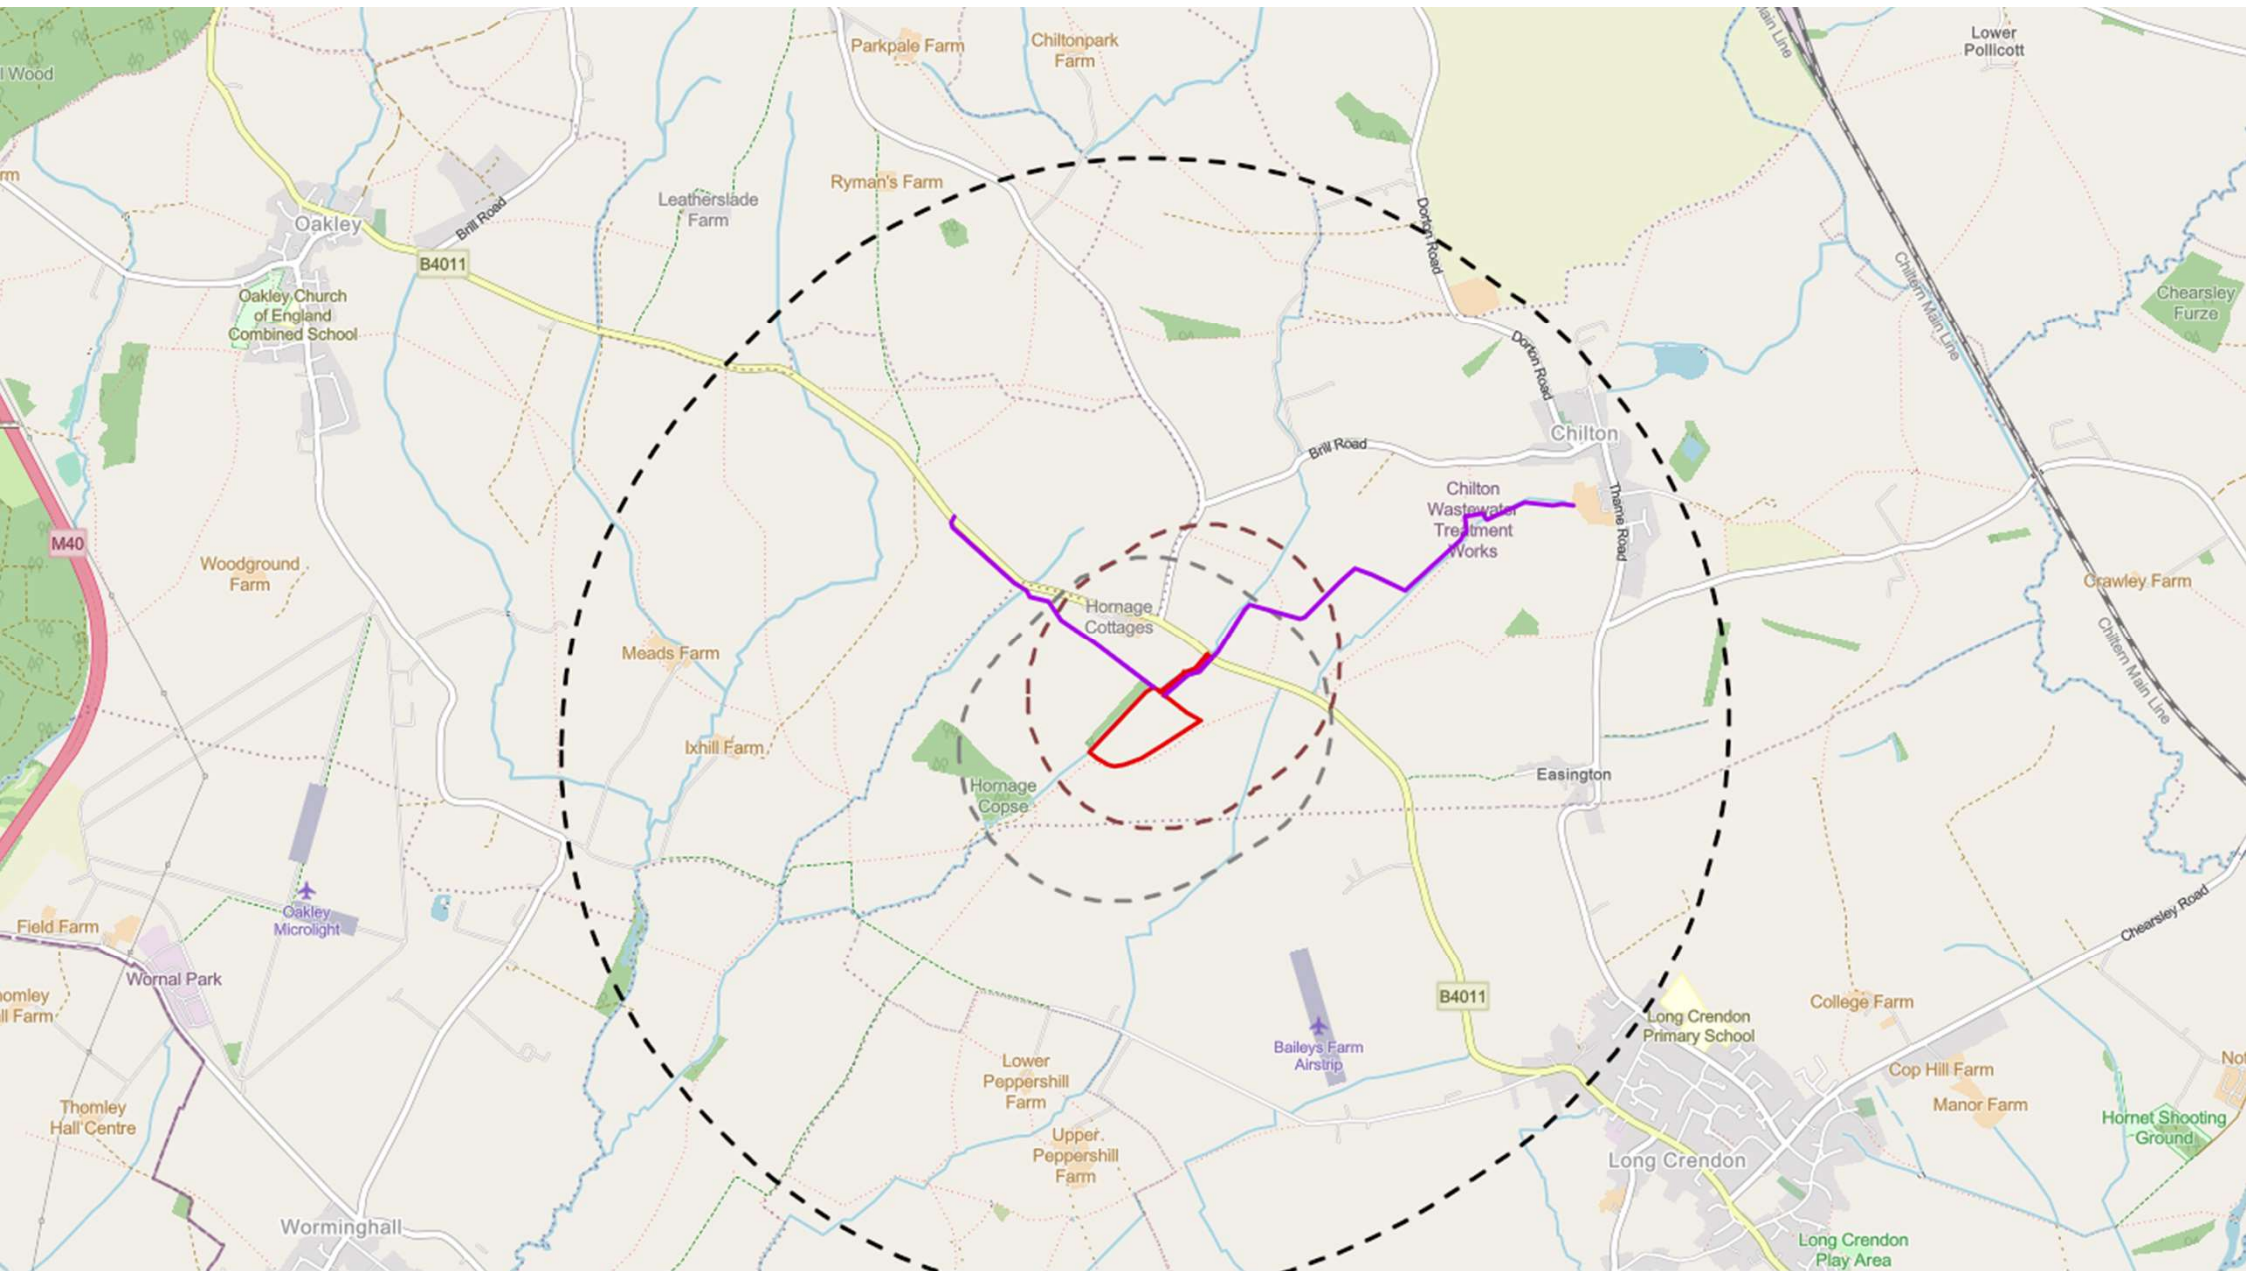 Main Line
Lower
Pollicott
Parkpale Farm
Chiltonpark
Farm
Wood
Ryman's Farm
Leatherslade
Farm
Oakley
Brill Road
B4011
Dorton Road
Chiltern Main Line
Chearsley
Furze
Oakley Church
of England
Combined School
Dorton Road
Chilton
Brill Road
Chilton
Wastewater
Treatment
Works
Thame Road
M40
Woodground
Farm
Crawley Farm
Hornage
Cottages
Meads Farm
Chiltern Main Line
Ixhill Farm
Hornage
Copse
Easington
Oakley
Microlight
Field Farm
Chearsley Road
Wornal Park
B4011
College Farm
Long Crendon
Primary School
Baileys Farm
Airstrip
Lower
Peppershill
Farm
Cop Hill Farm
Manor Farm
Thomley
Hall Centre
Hornet Shooting
Ground
Upper
Peppershill
Farm
Long Crendon
Worminghall
Long Crendon
Play Area